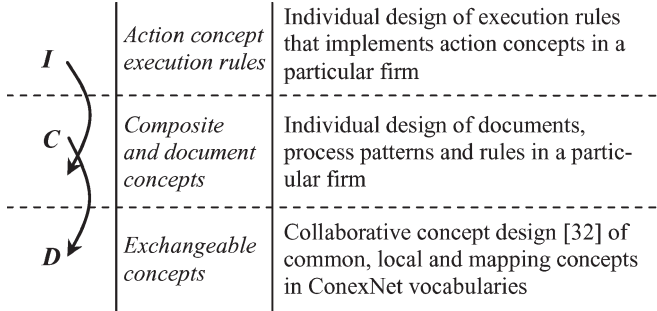 I
Action concept
execution rules
Individual design of execution rules
that implements action concepts in a
particular firm
C
Composite
and document
concepts
Individual design of documents,
process patterns and rules in a partic-
ular firm
D
Exchangeable
concepts
Collaborative concept design [32] of
common, local and mapping concepts
in ConexNet vocabularies